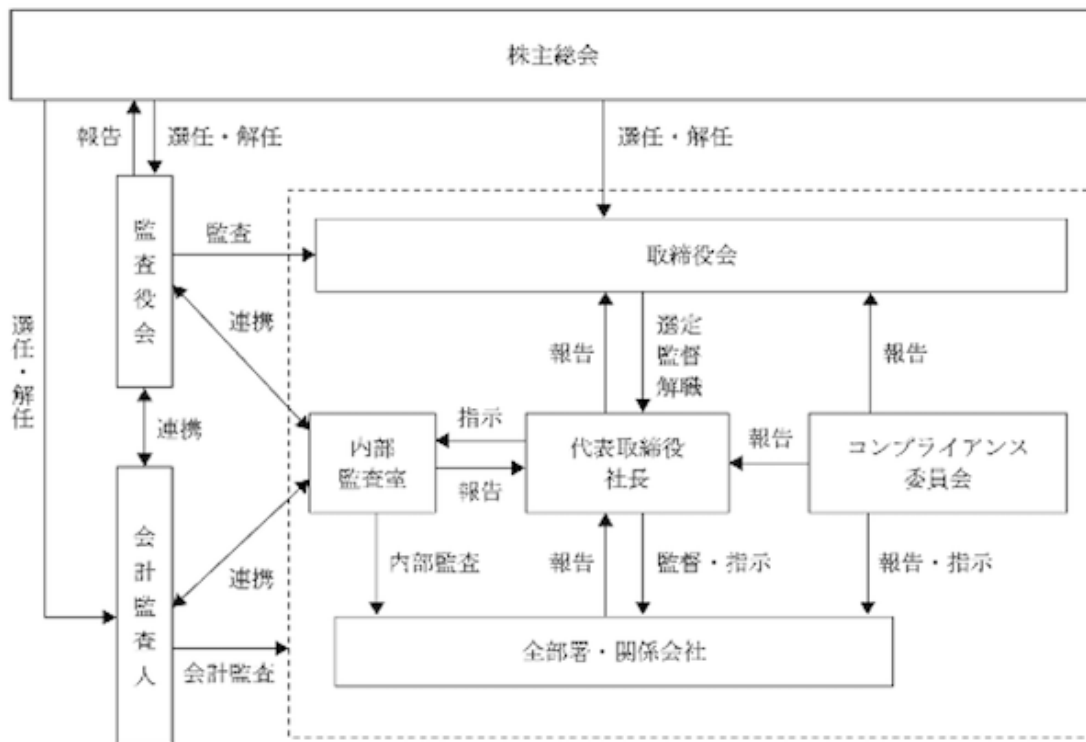 株主総会
報告
選任・解任
選任・解任
監査役会
監査
取締役会
選任・解任
連携
報告
選定
監督
解職
報告
連携
指示
報告
内部
監査室
代表取締役
社長
コンプライアンス
委員会
報告
会計監査人
連携
内部監査
報告
監督・指示
報告・指示
会計監査
全部署・関係会社